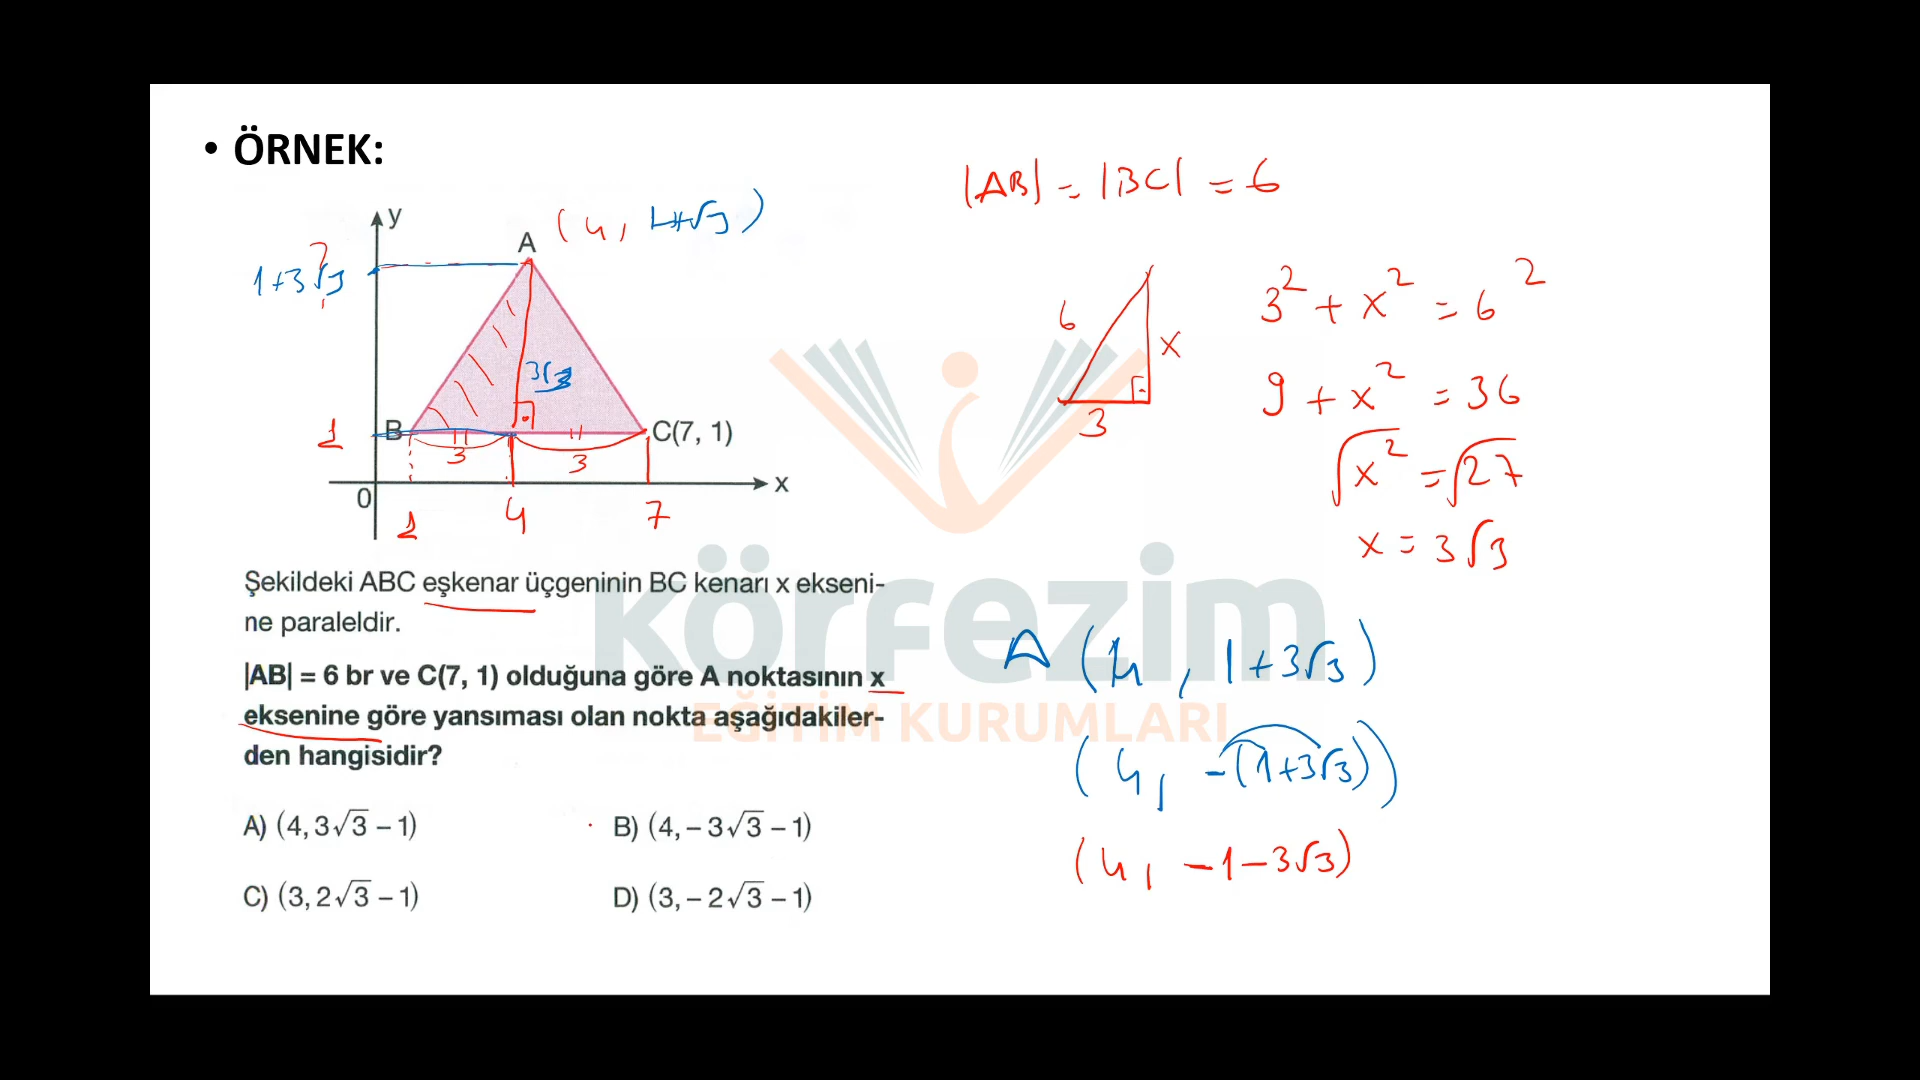 • ÖRNEK:
|AB| = |BC| = 6
y
A
(4,
1+3√3
?
3² + x² = 6²
6
x
3
3√3
9 + x² = 36
1
B
C(7, 1)
3
3
√x² = √27
0
x
1
4
7
x = 3√3
Şekildeki ABC eşkenar üçgeninin BC kenarı x ekseni-
ne paraleldir.
|AB| = 6 br ve C(7, 1) olduğuna göre A noktasının x
eksenine göre yansıması olan nokta aşağıdakiler-
den hangisidir?
A) (4, 3√3 – 1)
B) (4, – 3√3 – 1)
C) (3, 2√3 – 1)
D) (3, – 2√3 – 1)
A (4, 1+3√3)
(4, -(1+3√3))
(4, -1-3√3)
körfezim
EĞİTİM KURUMLARI